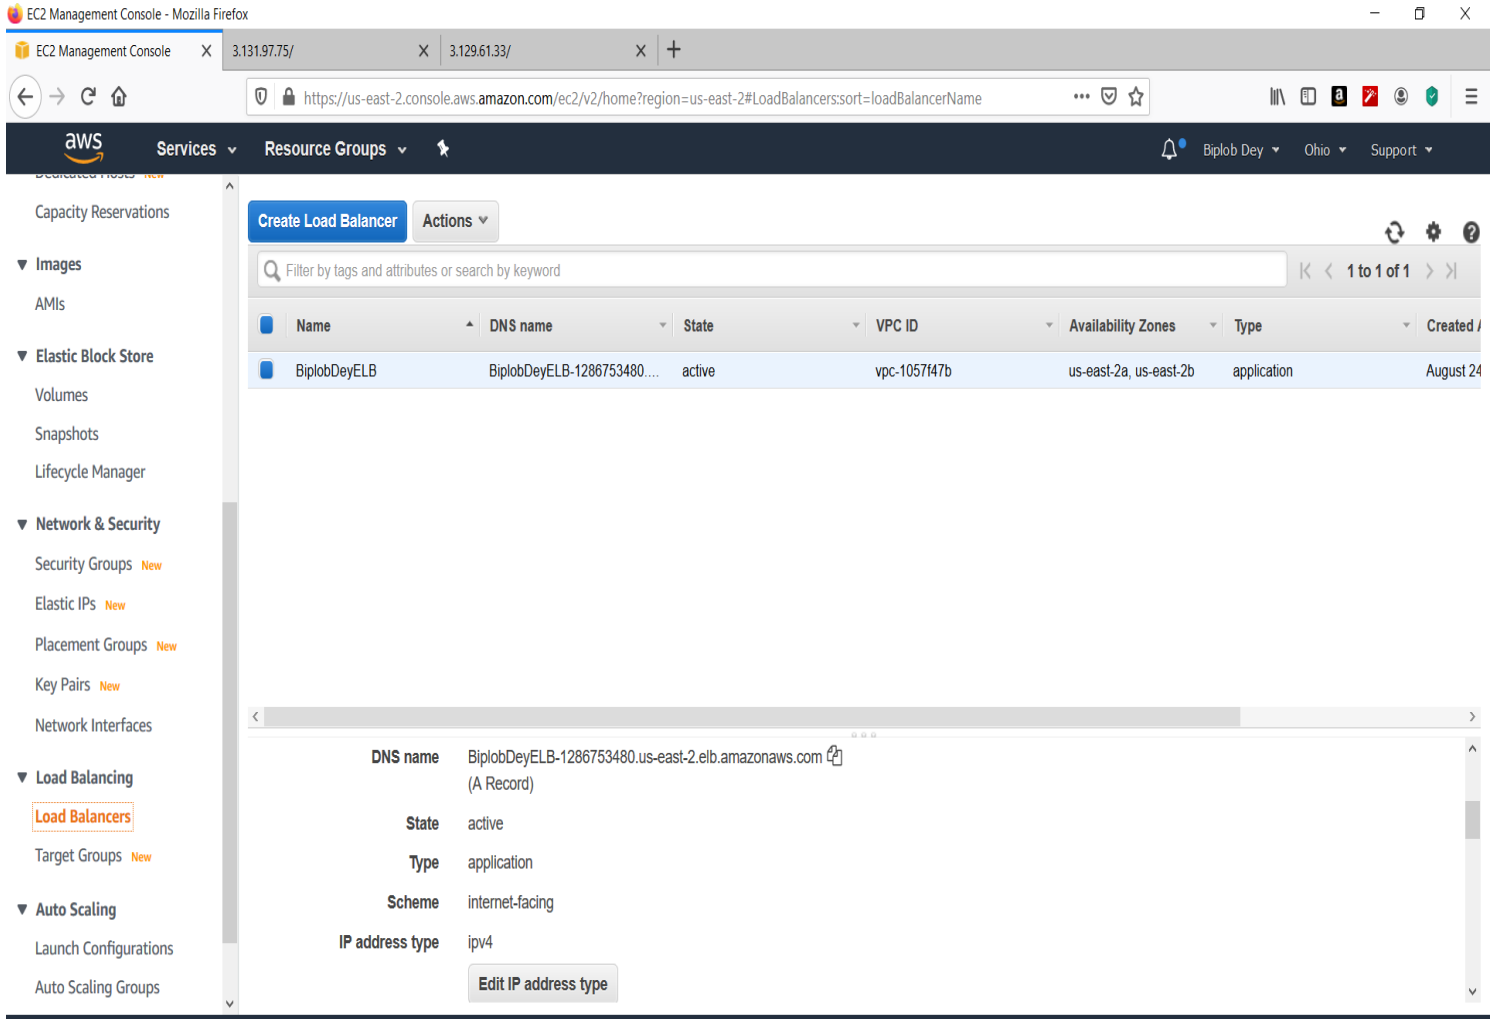 EC2 Management Console - Mozilla Firefox
EC2 Management Console
3.131.97.75/
3.129.61.33/
https://us-east-2.console.aws.amazon.com/ec2/v2/home?region=us-east-2#LoadBalancers:sort=loadBalancerName
aws
Services
Resource Groups
Biplob Dey
Ohio
Support
Dedicated Hosts New
Capacity Reservations
Images
AMIs
Elastic Block Store
Volumes
Snapshots
Lifecycle Manager
Network & Security
Security Groups New
Elastic IPs New
Placement Groups New
Key Pairs New
Network Interfaces
Load Balancing
Load Balancers
Target Groups New
Auto Scaling
Launch Configurations
Auto Scaling Groups
Create Load Balancer
Actions
Filter by tags and attributes or search by keyword
1 to 1 of 1
Name DNS name State VPC ID Availability Zones Type Created A
BiplobDeyELB BiplobDeyELB-1286753480.... active vpc-1057f47b us-east-2a, us-east-2b application August 24
DNS name BiplobDeyELB-1286753480.us-east-2.elb.amazonaws.com
(A Record)
State active
Type application
Scheme internet-facing
IP address type ipv4
Edit IP address type